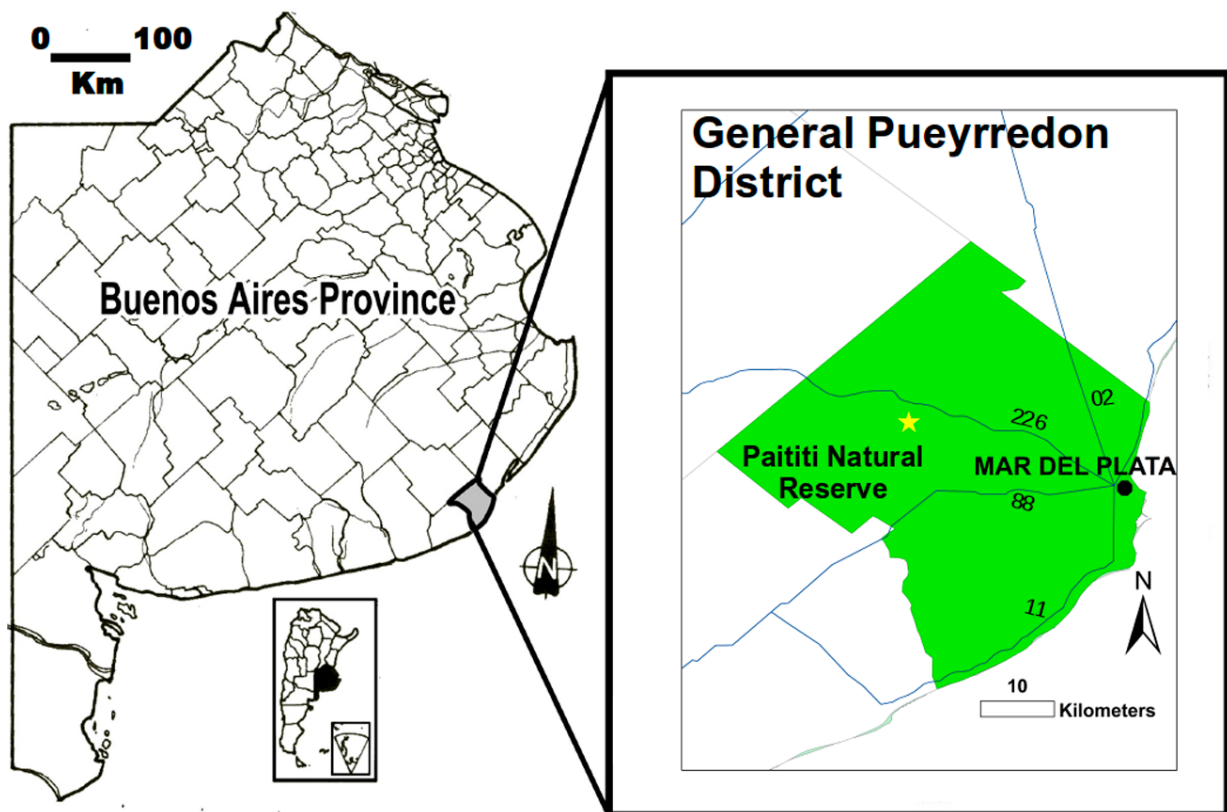 0 100
Km
Buenos Aires Province
N
General Pueyrredon
District
02
226
Paititi Natural
Reserve
MAR DEL PLATA
88
11
N
10
Kilometers